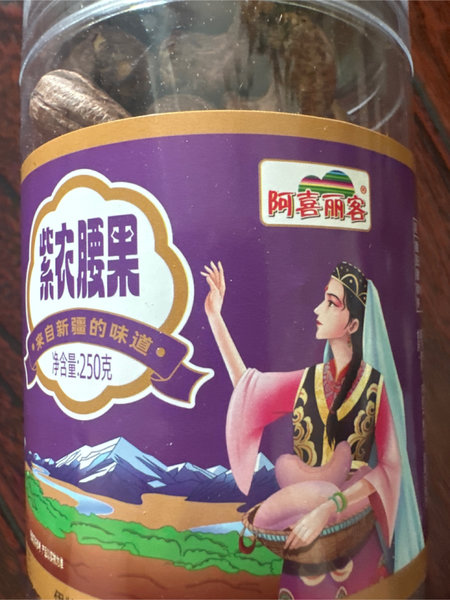 阿喜丽客
紫衣腰果
来自新疆的味道
净含量:250克